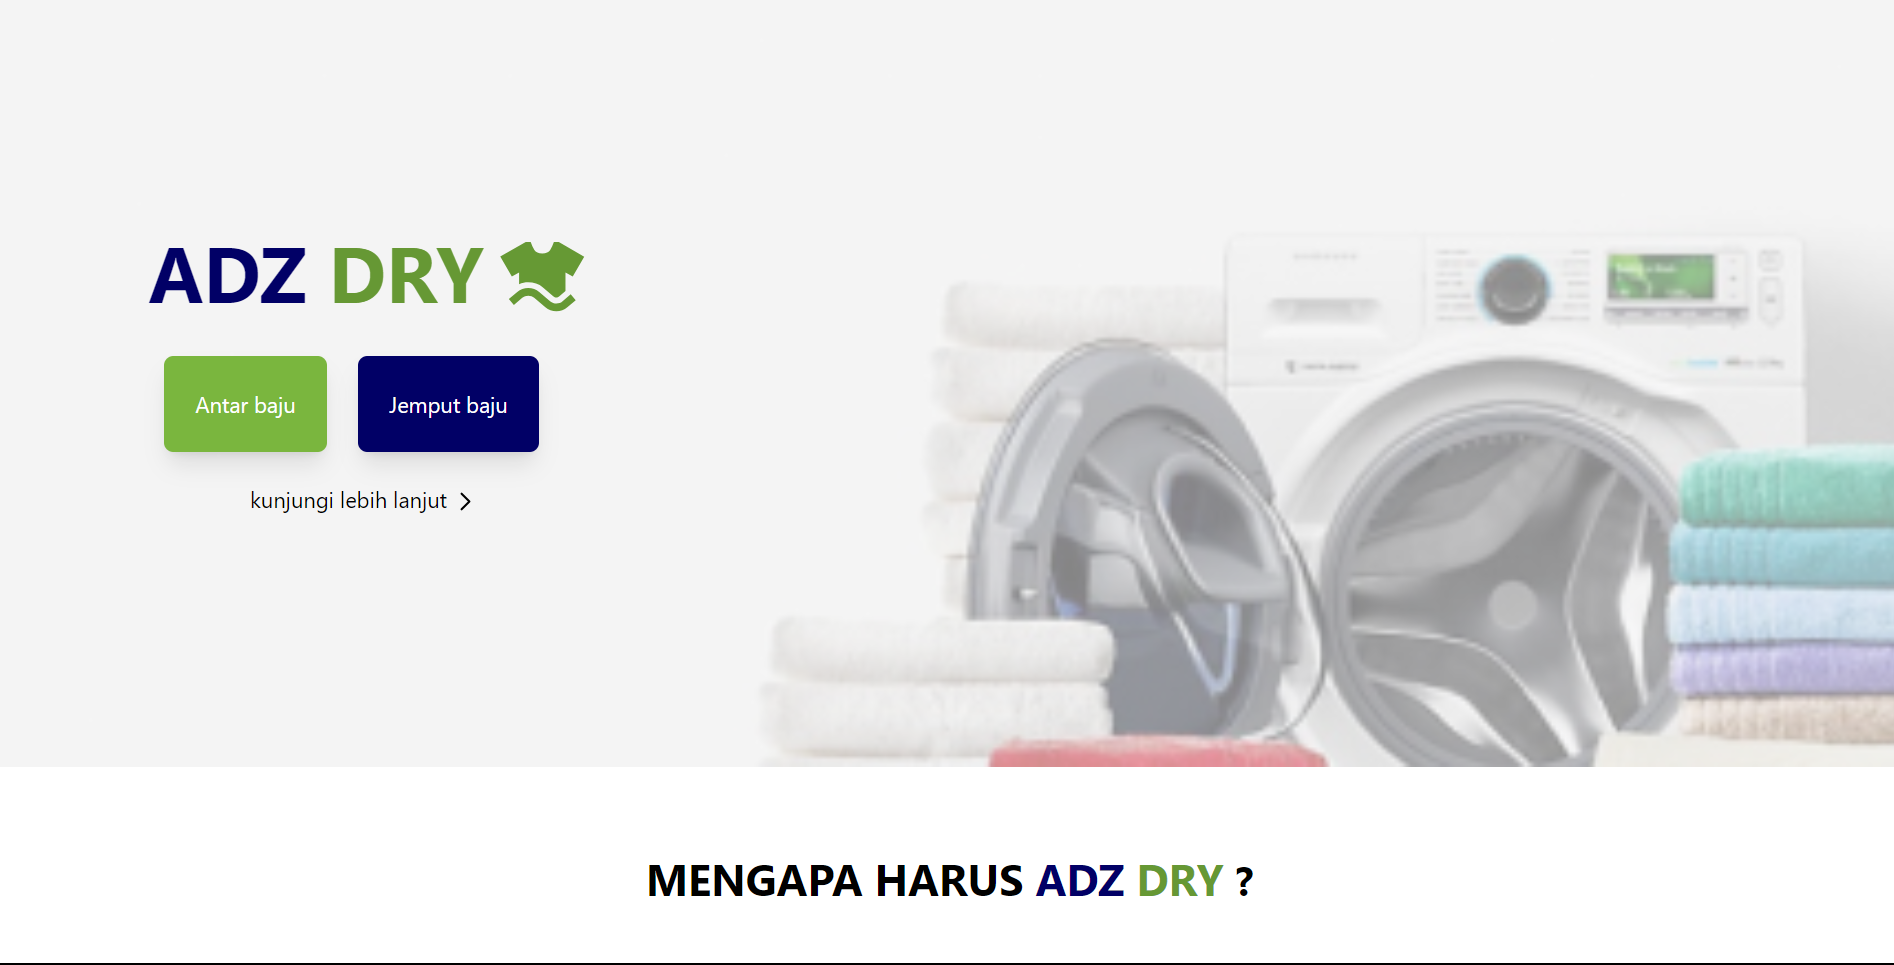 ADZ DRY
Antar baju
Jemput baju
kunjungi lebih lanjut
MENGAPA HARUS ADZ DRY ?